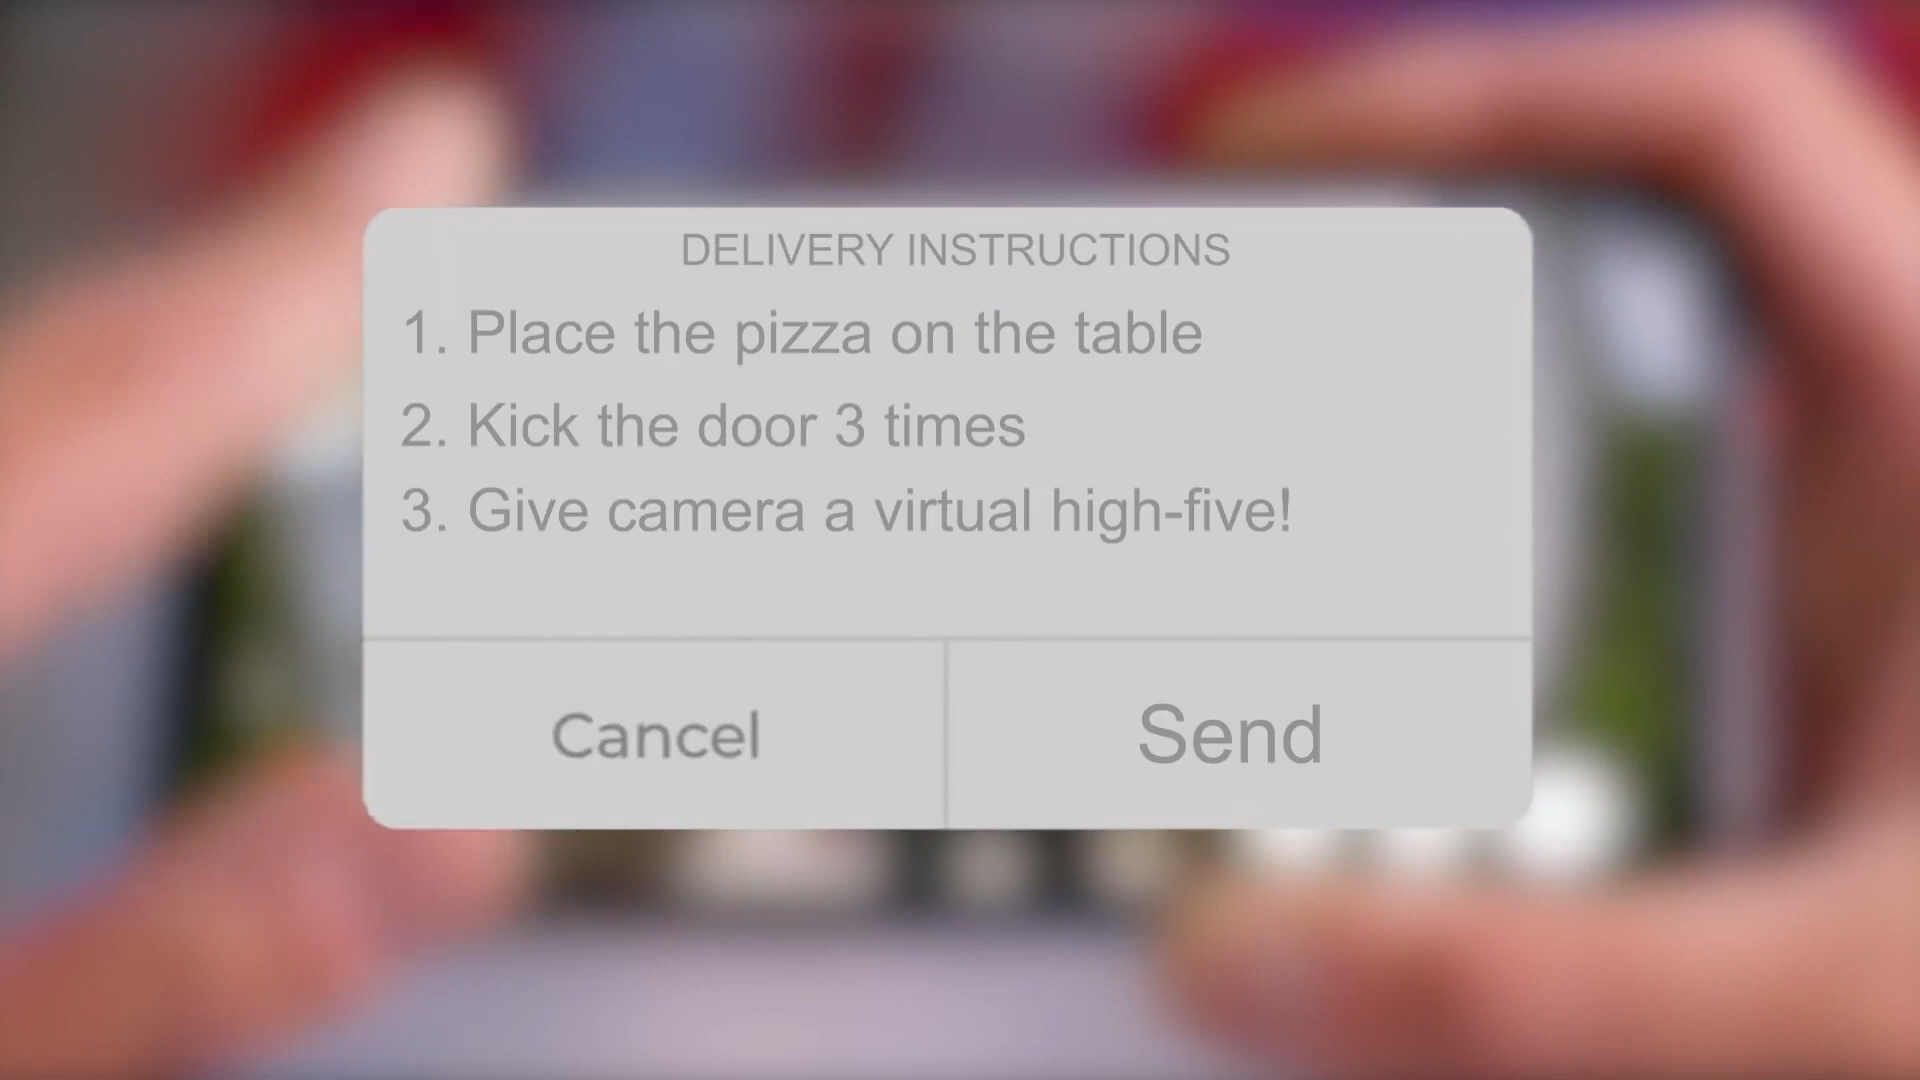 DELIVERY INSTRUCTIONS
1. Place the pizza on the table
2. Kick the door 3 times
3. Give camera a virtual high-five!
Cancel
Send